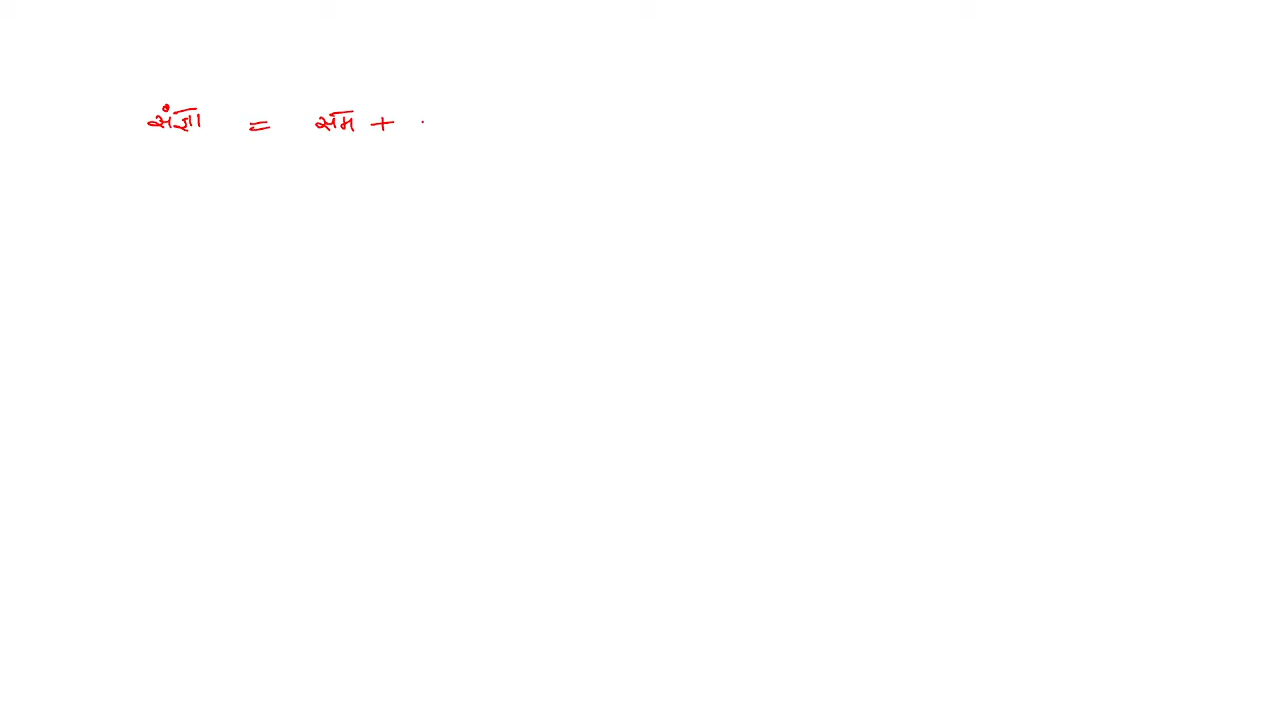 संज्ञा = सम +